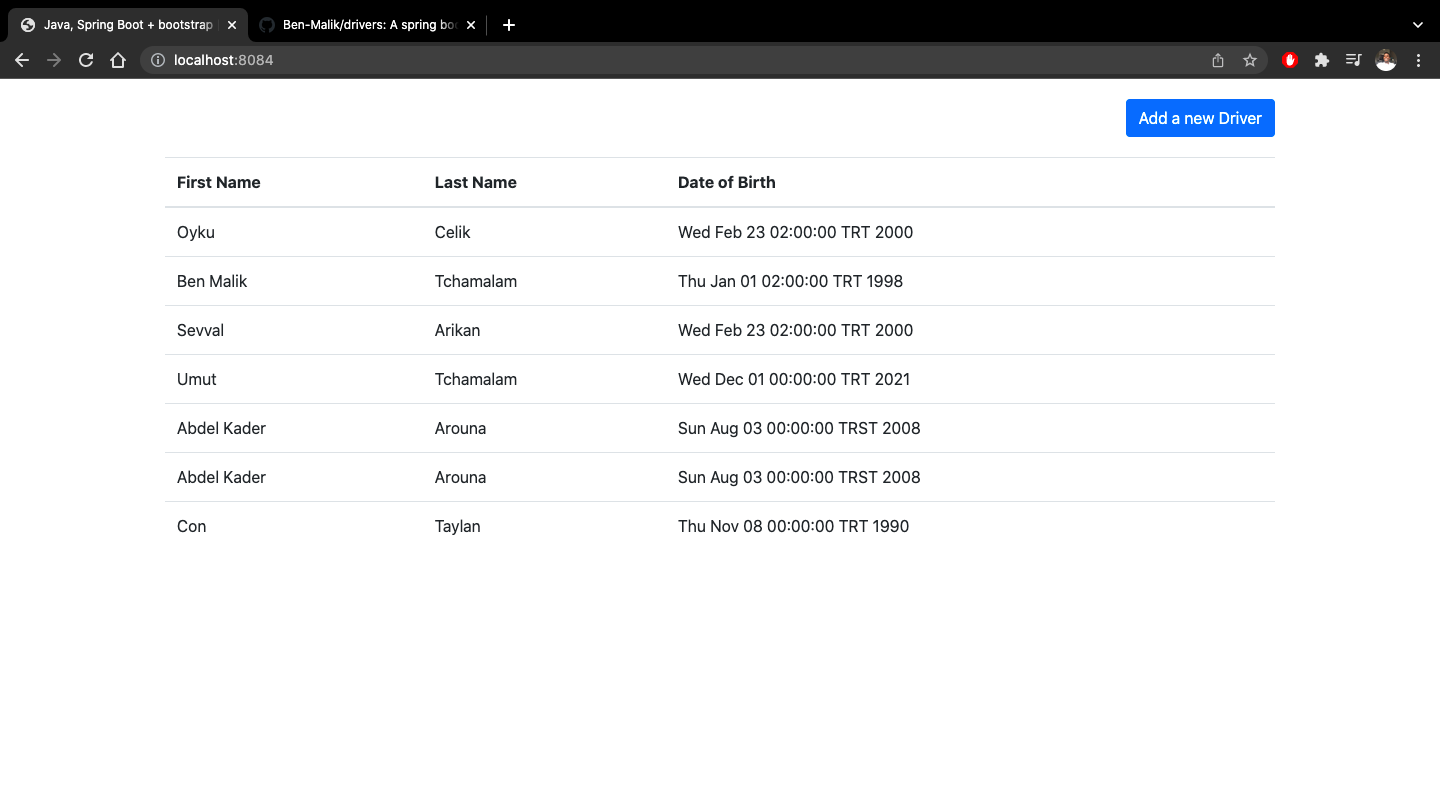 Java, Spring Boot + bootstrap
Ben-Malik/drivers: A spring boo
localhost:8084
Add a new Driver
First Name Last Name Date of Birth
Oyku Celik Wed Feb 23 02:00:00 TRT 2000
Ben Malik Tchamalam Thu Jan 01 02:00:00 TRT 1998
Sevval Arikan Wed Feb 23 02:00:00 TRT 2000
Umut Tchamalam Wed Dec 01 00:00:00 TRT 2021
Abdel Kader Arouna Sun Aug 03 00:00:00 TRST 2008
Abdel Kader Arouna Sun Aug 03 00:00:00 TRST 2008
Con Taylan Thu Nov 08 00:00:00 TRT 1990